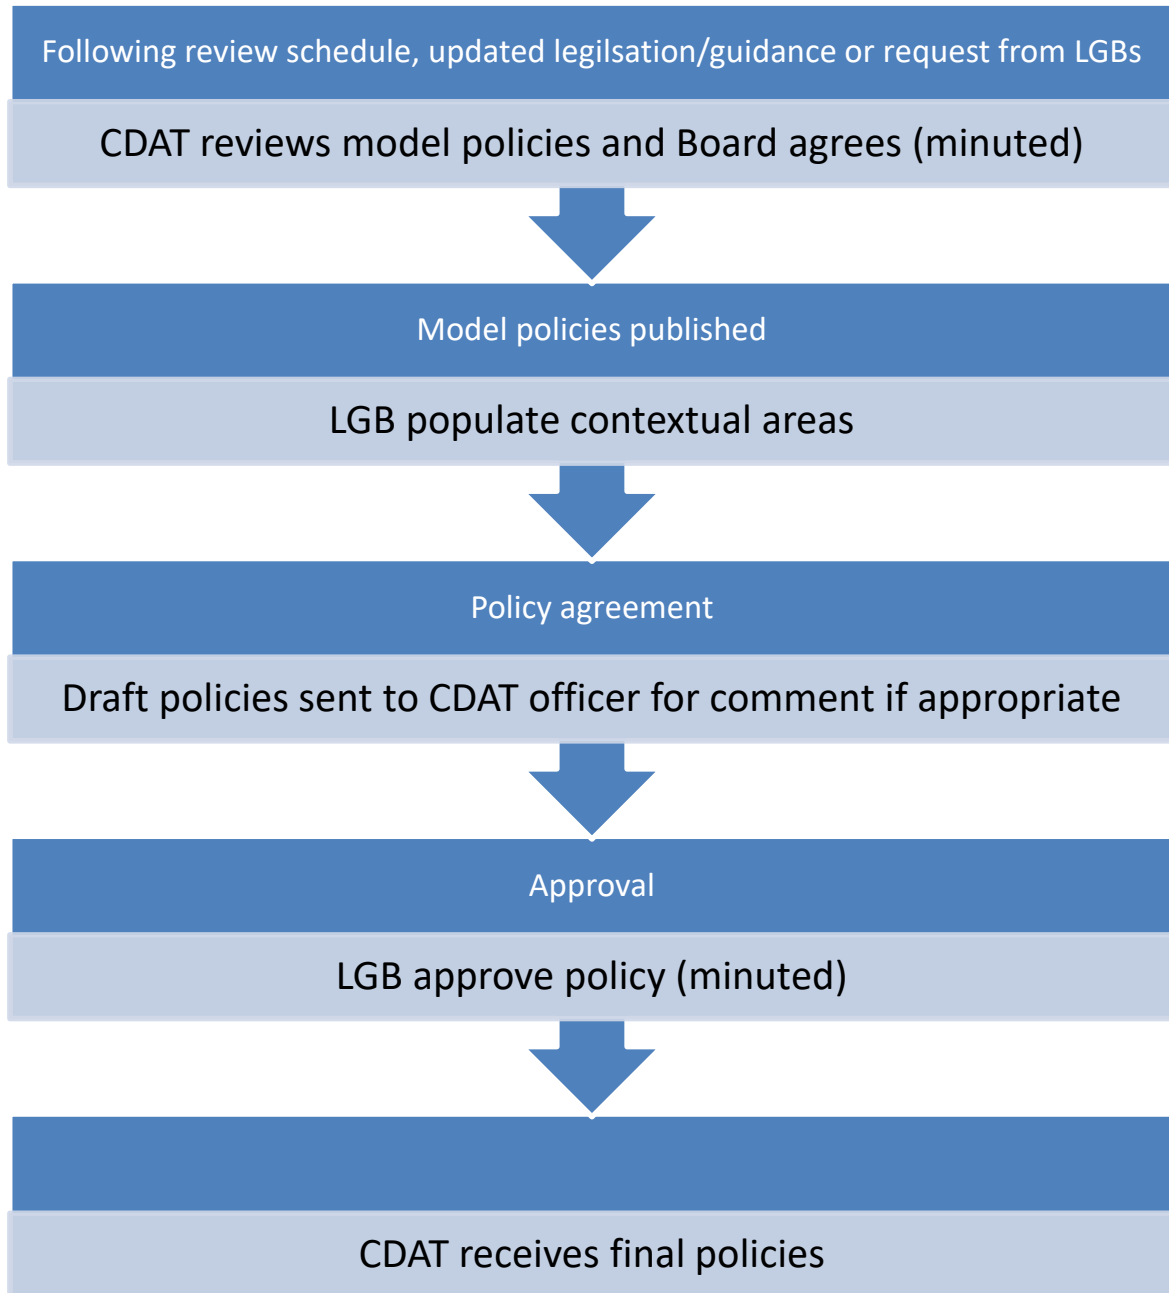 Following review schedule, updated legilsation/guidance or request from LGBs
CDAT reviews model policies and Board agrees (minuted)
Model policies published
LGB populate contextual areas
Policy agreement
Draft policies sent to CDAT officer for comment if appropriate
Approval
LGB approve policy (minuted)
CDAT receives final policies